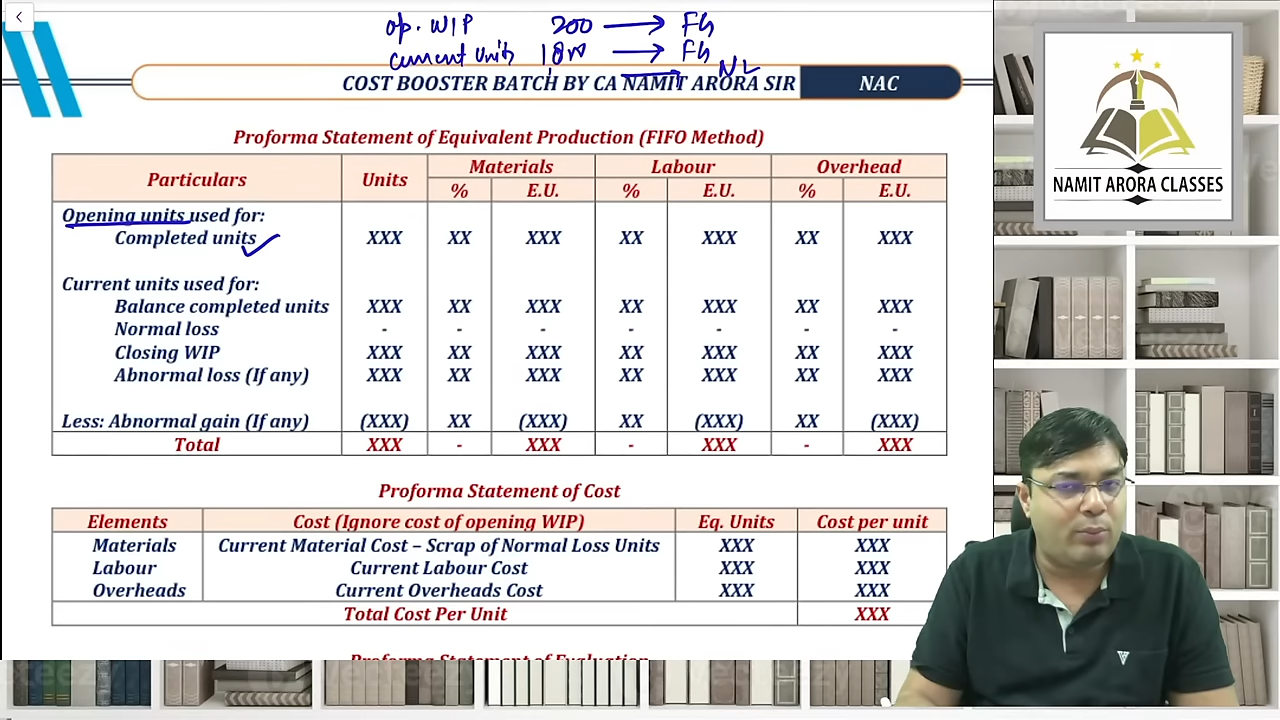 op. WIP 200 → FG
current units 1800 → FG
NL
COST BOOSTER BATCH BY CA NAMIT ARORA SIR NAC
Proforma Statement of Equivalent Production (FIFO Method)
Particulars Units Materials Labour Overhead
% E.U. % E.U. % E.U.
Opening units used for:
Completed units XXX XX XXX XX XXX XX XXX
Current units used for:
Balance completed units XXX XX XXX XX XXX XX XXX
Normal loss - - - - - - -
Closing WIP XXX XX XXX XX XXX XX XXX
Abnormal loss (If any) XXX XX XXX XX XXX XX XXX
Less: Abnormal gain (If any) (XXX) XX (XXX) XX (XXX) XX (XXX)
Total XXX - XXX - XXX - XXX
Proforma Statement of Cost
Elements Cost (Ignore cost of opening WIP) Eq. Units Cost per unit
Materials Current Material Cost – Scrap of Normal Loss Units XXX XXX
Labour Current Labour Cost XXX XXX
Overheads Current Overheads Cost XXX XXX
Total Cost Per Unit XXX
Proforma Statement of Evaluation
NAMIT ARORA CLASSES